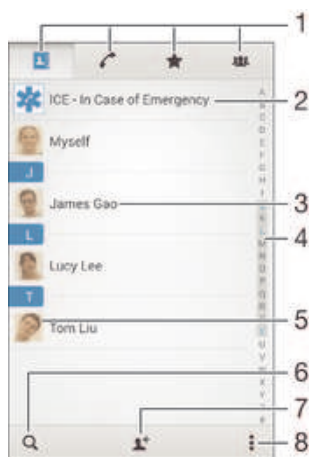 1
ICE - In Case of Emergency 2
A
B
C
D
E
F
G
H
I
Myself
J
James Gao 3
L
4
L
M
N
O
P
Q
R
Lucy Lee
T
Tom Liu
5
U
V
W
X
Y
6
7
8